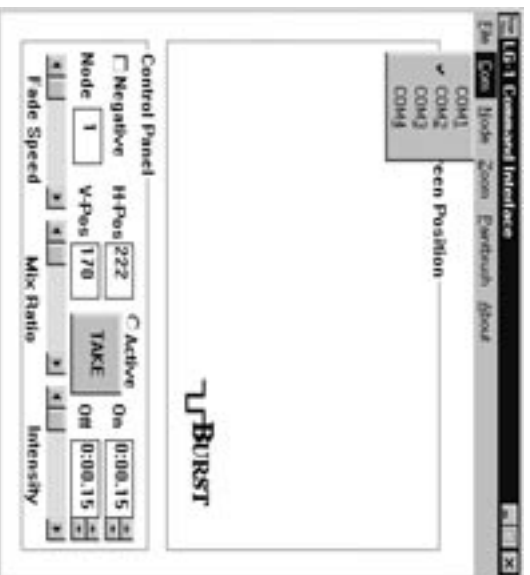 LG-1 Command Interface
File Com Node Zoom Paintbrush About
COM1
COM2
COM3
COM4
een Position
BURST
Control Panel
Negative H-Pos 222 Active On 0:00.15
Node 1 V-Pos 170 TAKE Off 0:00.15
Fade Speed Mix Ratio Intensity